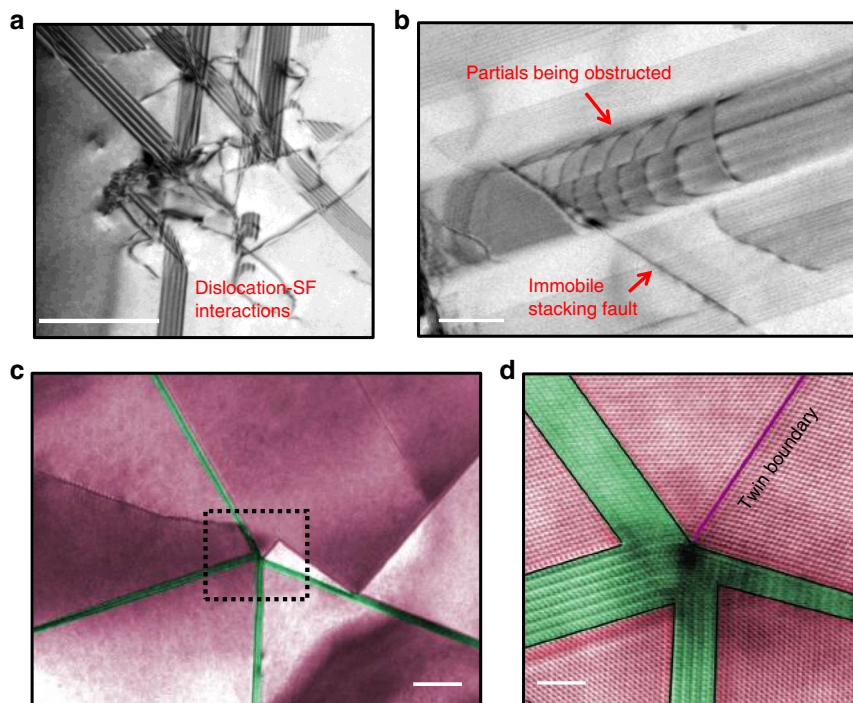 a
Dislocation-SF
interactions
b
Partials being obstructed
Immobile
stacking fault
c
d
Twin boundary